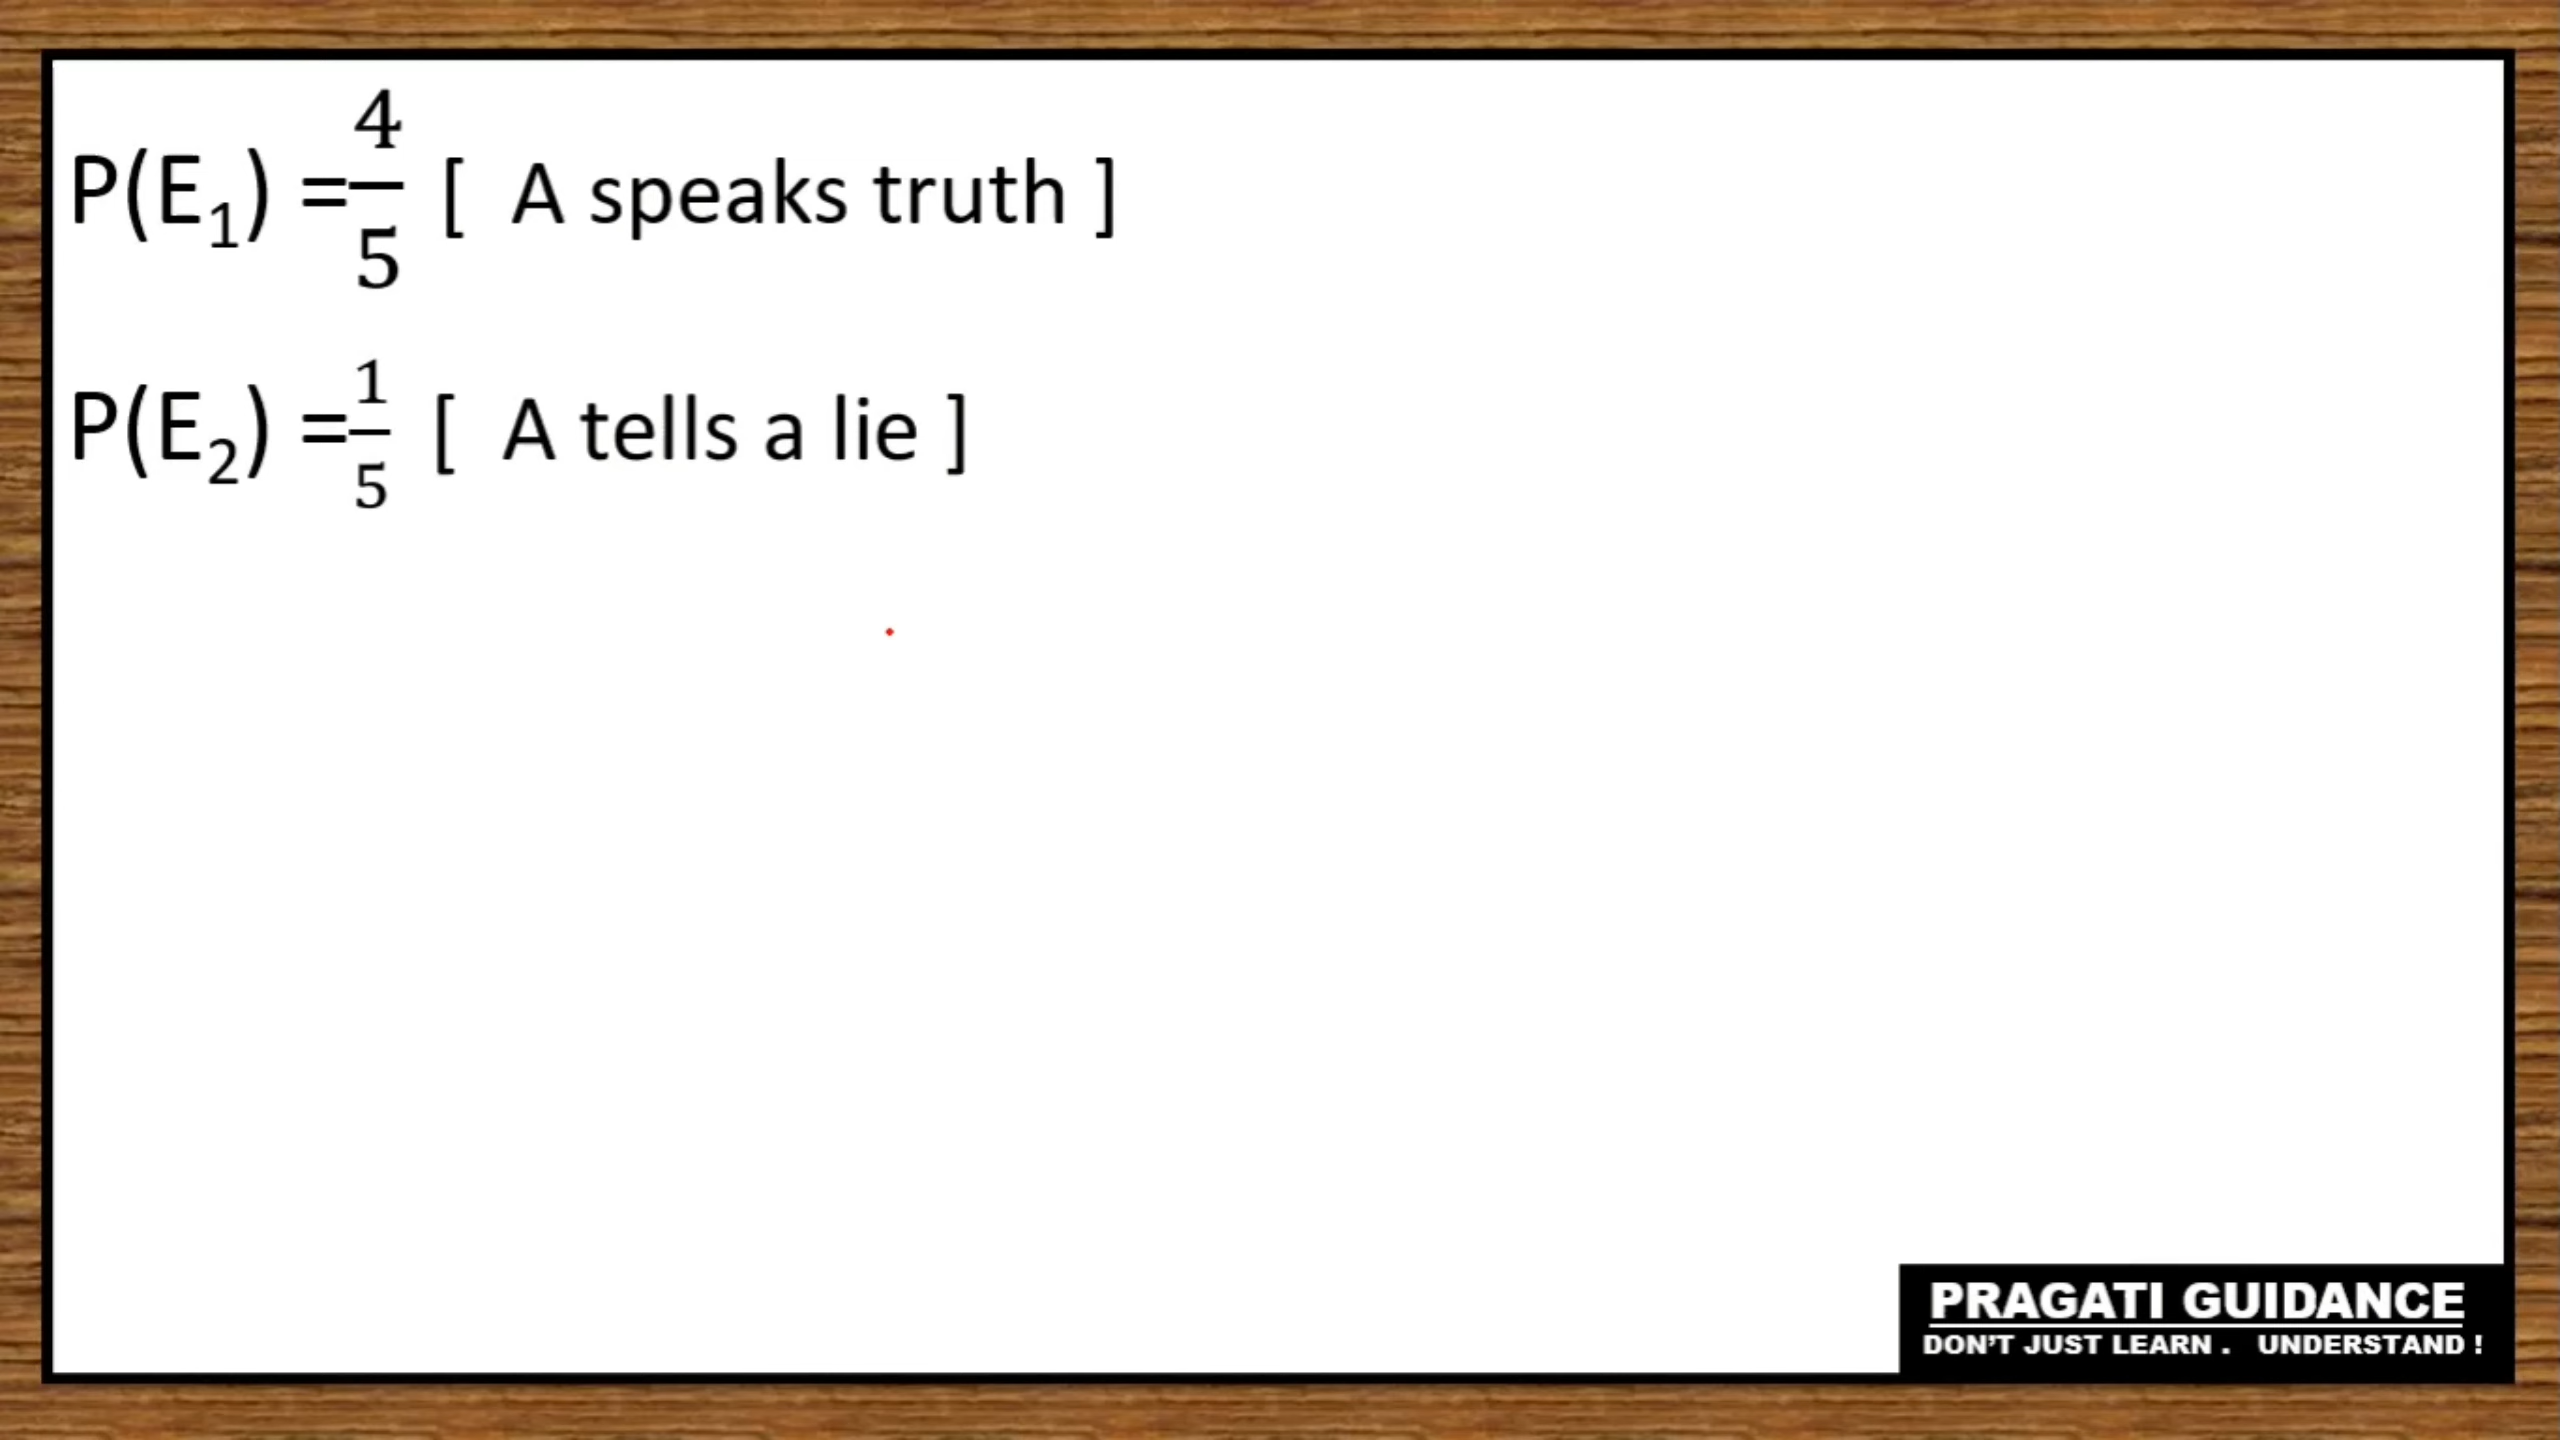 P(E₁) = 4/5 [ A speaks truth ]
P(E₂) = 1/5 [ A tells a lie ]
PRAGATI GUIDANCE
DON'T JUST LEARN . UNDERSTAND !